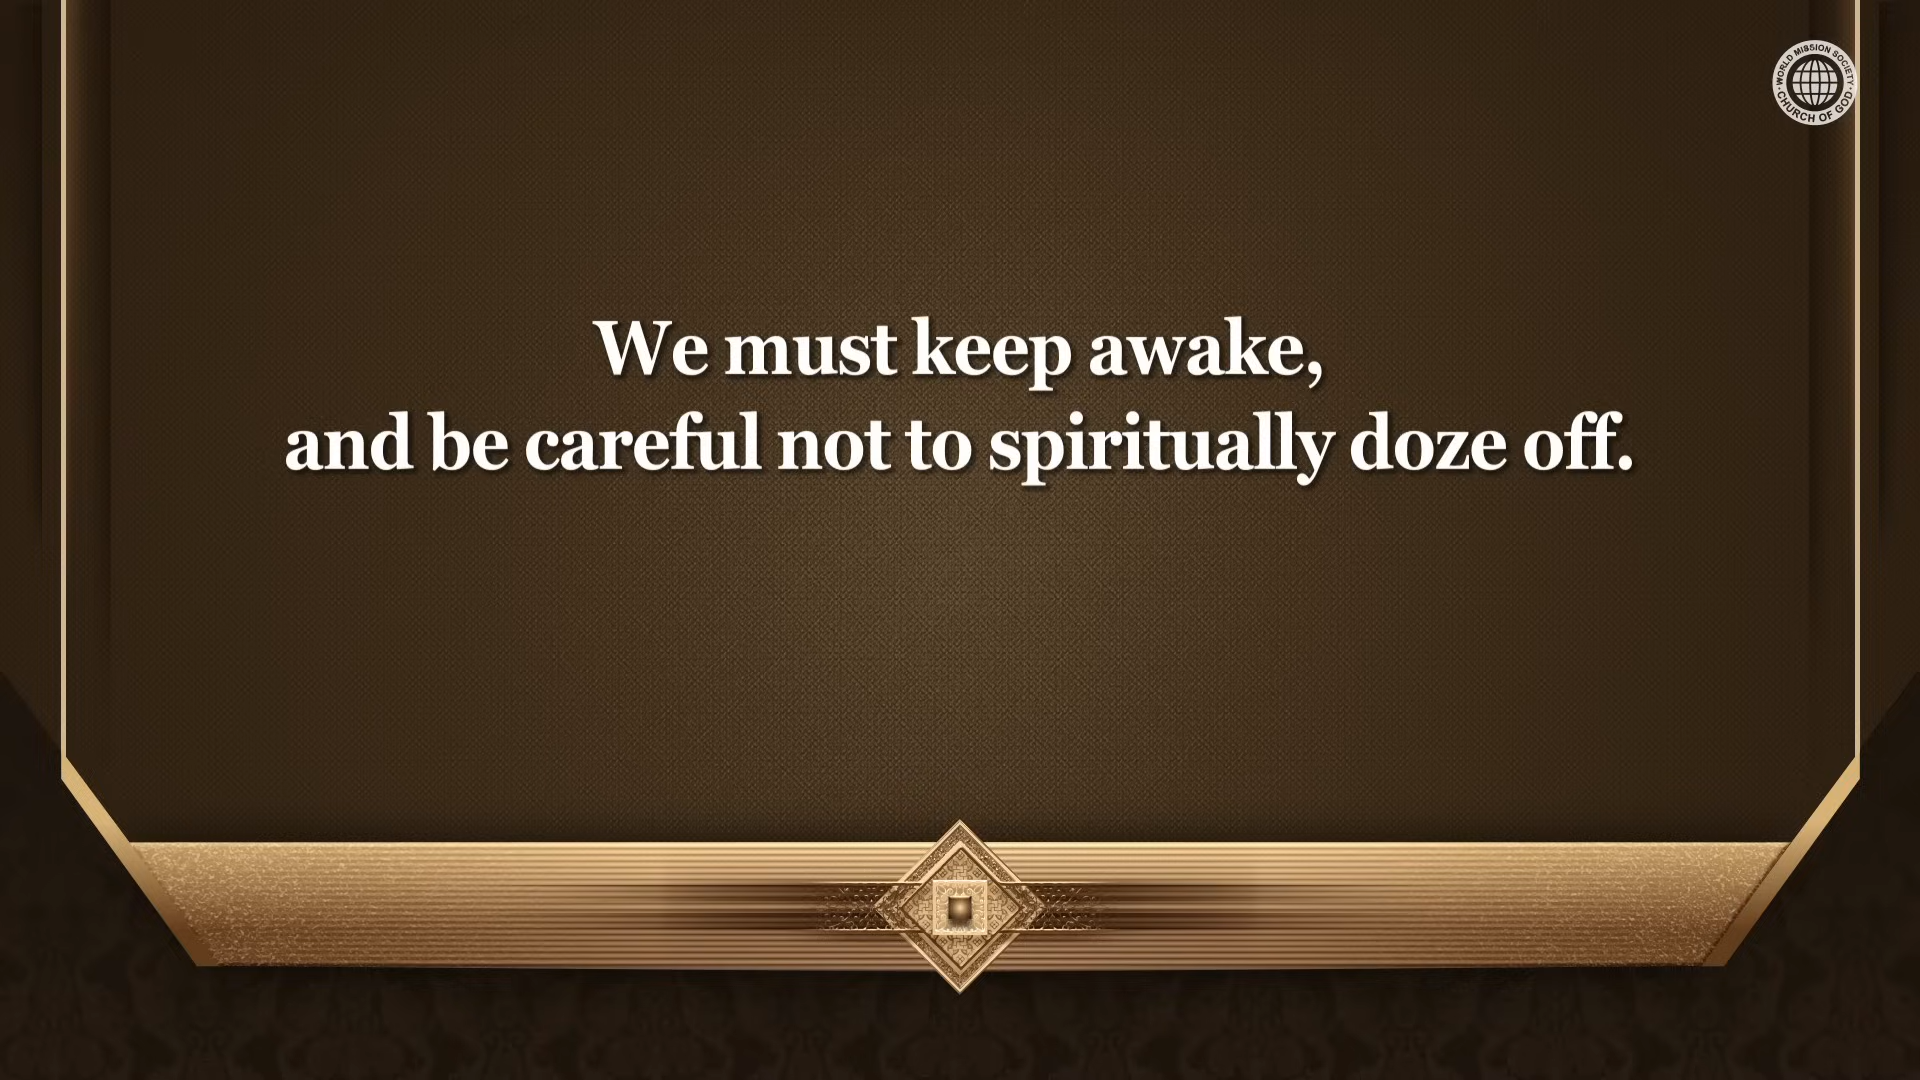 WORLD MISSION SOCIETY
CHURCH OF GOD
We must keep awake,
and be careful not to spiritually doze off.